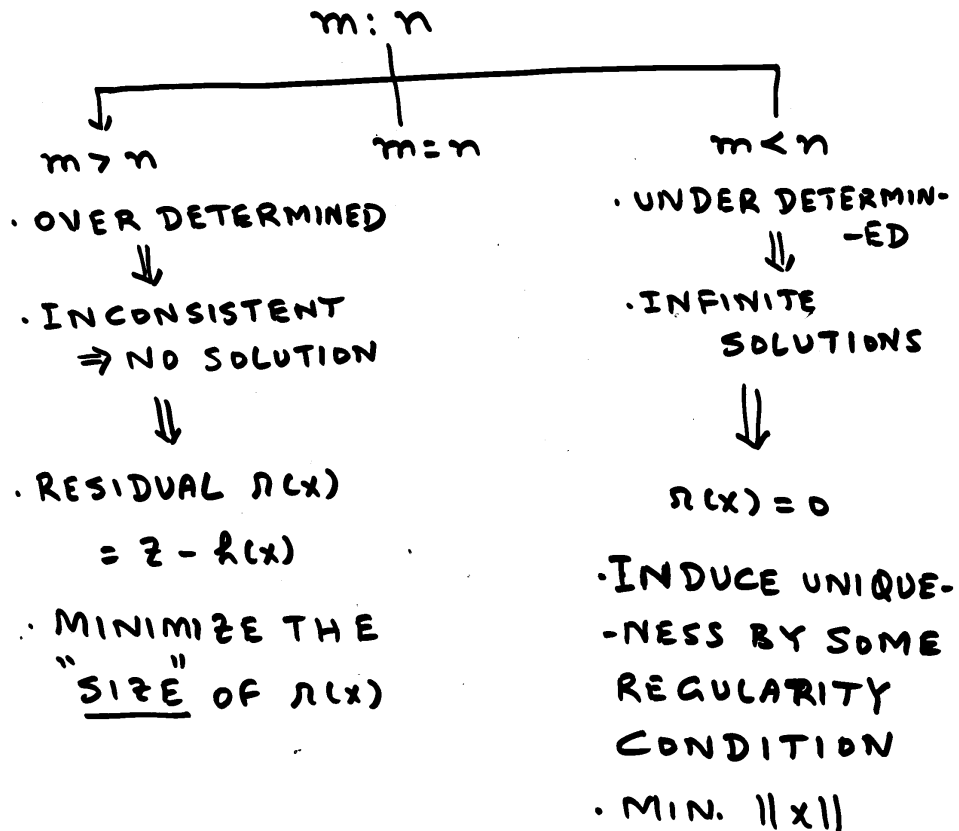 m : n
m > n
m = n
m < n
· OVER DETERMINED
⇓
· INCONSISTENT
⇒ NO SOLUTION
⇓
· RESIDUAL r(x)
= z - h(x)
· MINIMIZE THE
"SIZE" OF r(x)
· UNDER DETERMIN-
-ED
⇓
· INFINITE
SOLUTIONS
⇓
r(x) = 0
· INDUCE UNIQUE-
-NESS BY SOME
REGULARITY
CONDITION
· MIN. ||x||